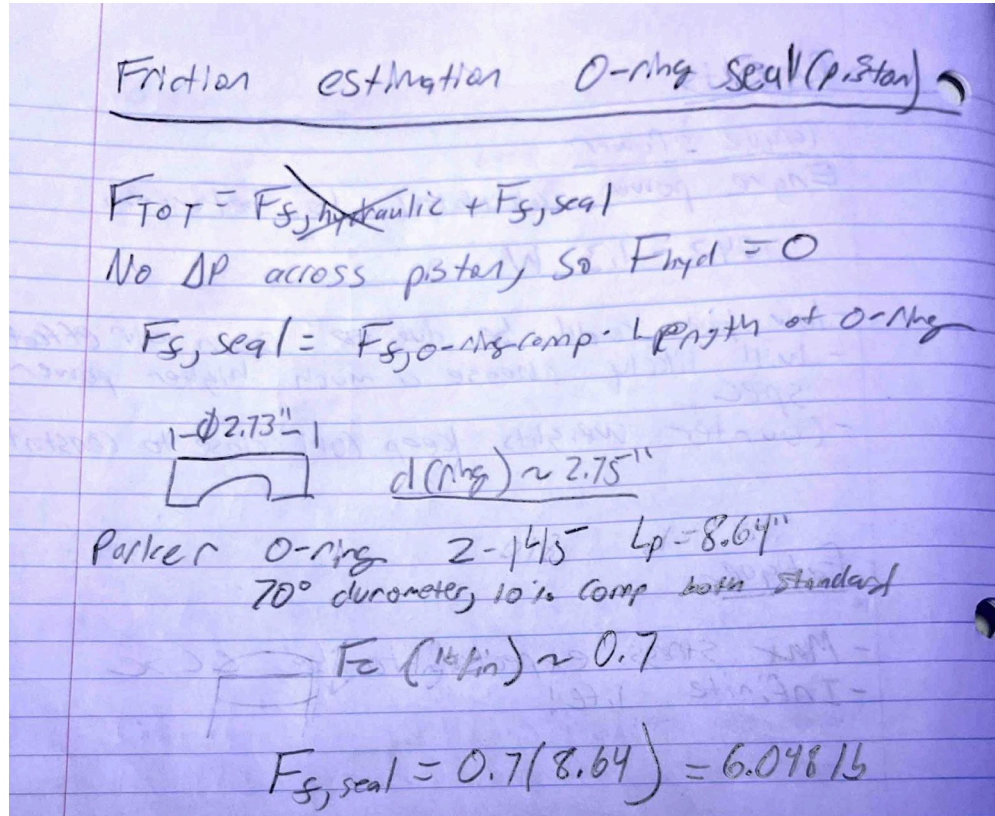 Friction estimation O-ring seal (piston)
F_TOT = F_f, hydraulic + F_f, seal
No ΔP across piston, so F_hyd = 0
F_f, seal = F_f, o-ring comp · Length of O-ring
Φ2.73"
d(ring) ~ 2.75"
Parker O-ring 2-145 Lp = 8.64"
70° durometer, 10% comp both standard
Fc (lb/in) ~ 0.7
F_f, seal = 0.7(8.64) = 6.048 lb